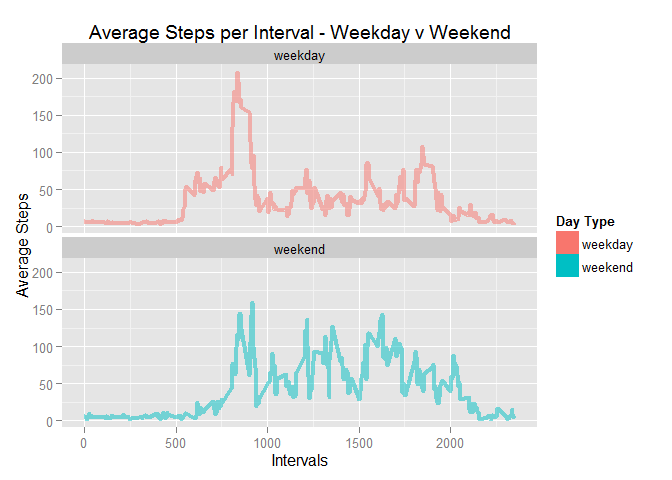 Average Steps per Interval - Weekday v Weekend
weekday
200
150
100
50
0
weekend
200
150
100
50
0
0 500 1000 1500 2000
Intervals
Average Steps
Day Type
weekday
weekend